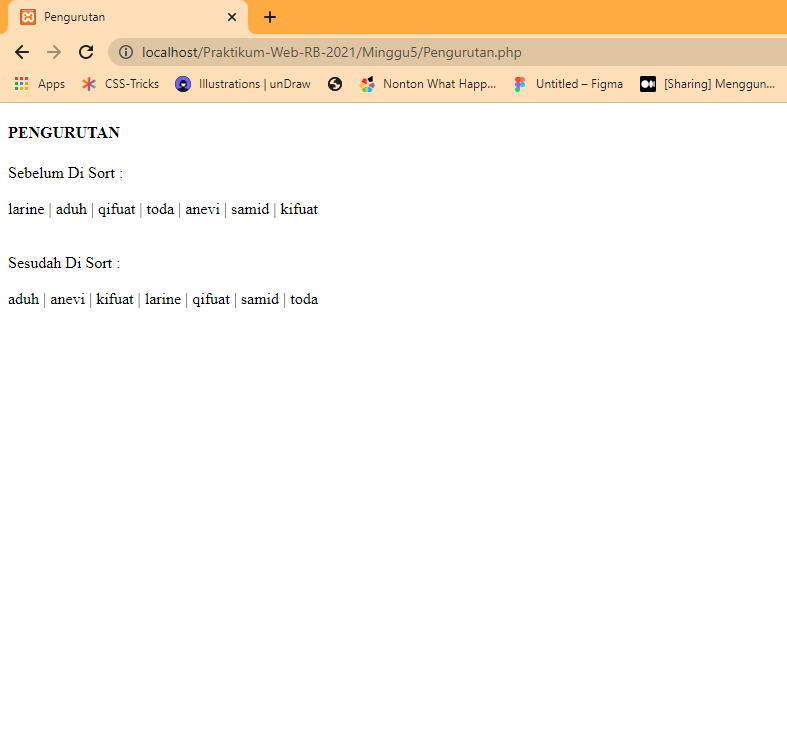 Pengurutan
localhost/Praktikum-Web-RB-2021/Minggu5/Pengurutan.php
Apps CSS-Tricks Illustrations | unDraw Nonton What Happ... Untitled – Figma [Sharing] Menggun...
PENGURUTAN
Sebelum Di Sort :
larine | aduh | qifuat | toda | anevi | samid | kifuat
Sesudah Di Sort :
aduh | anevi | kifuat | larine | qifuat | samid | toda